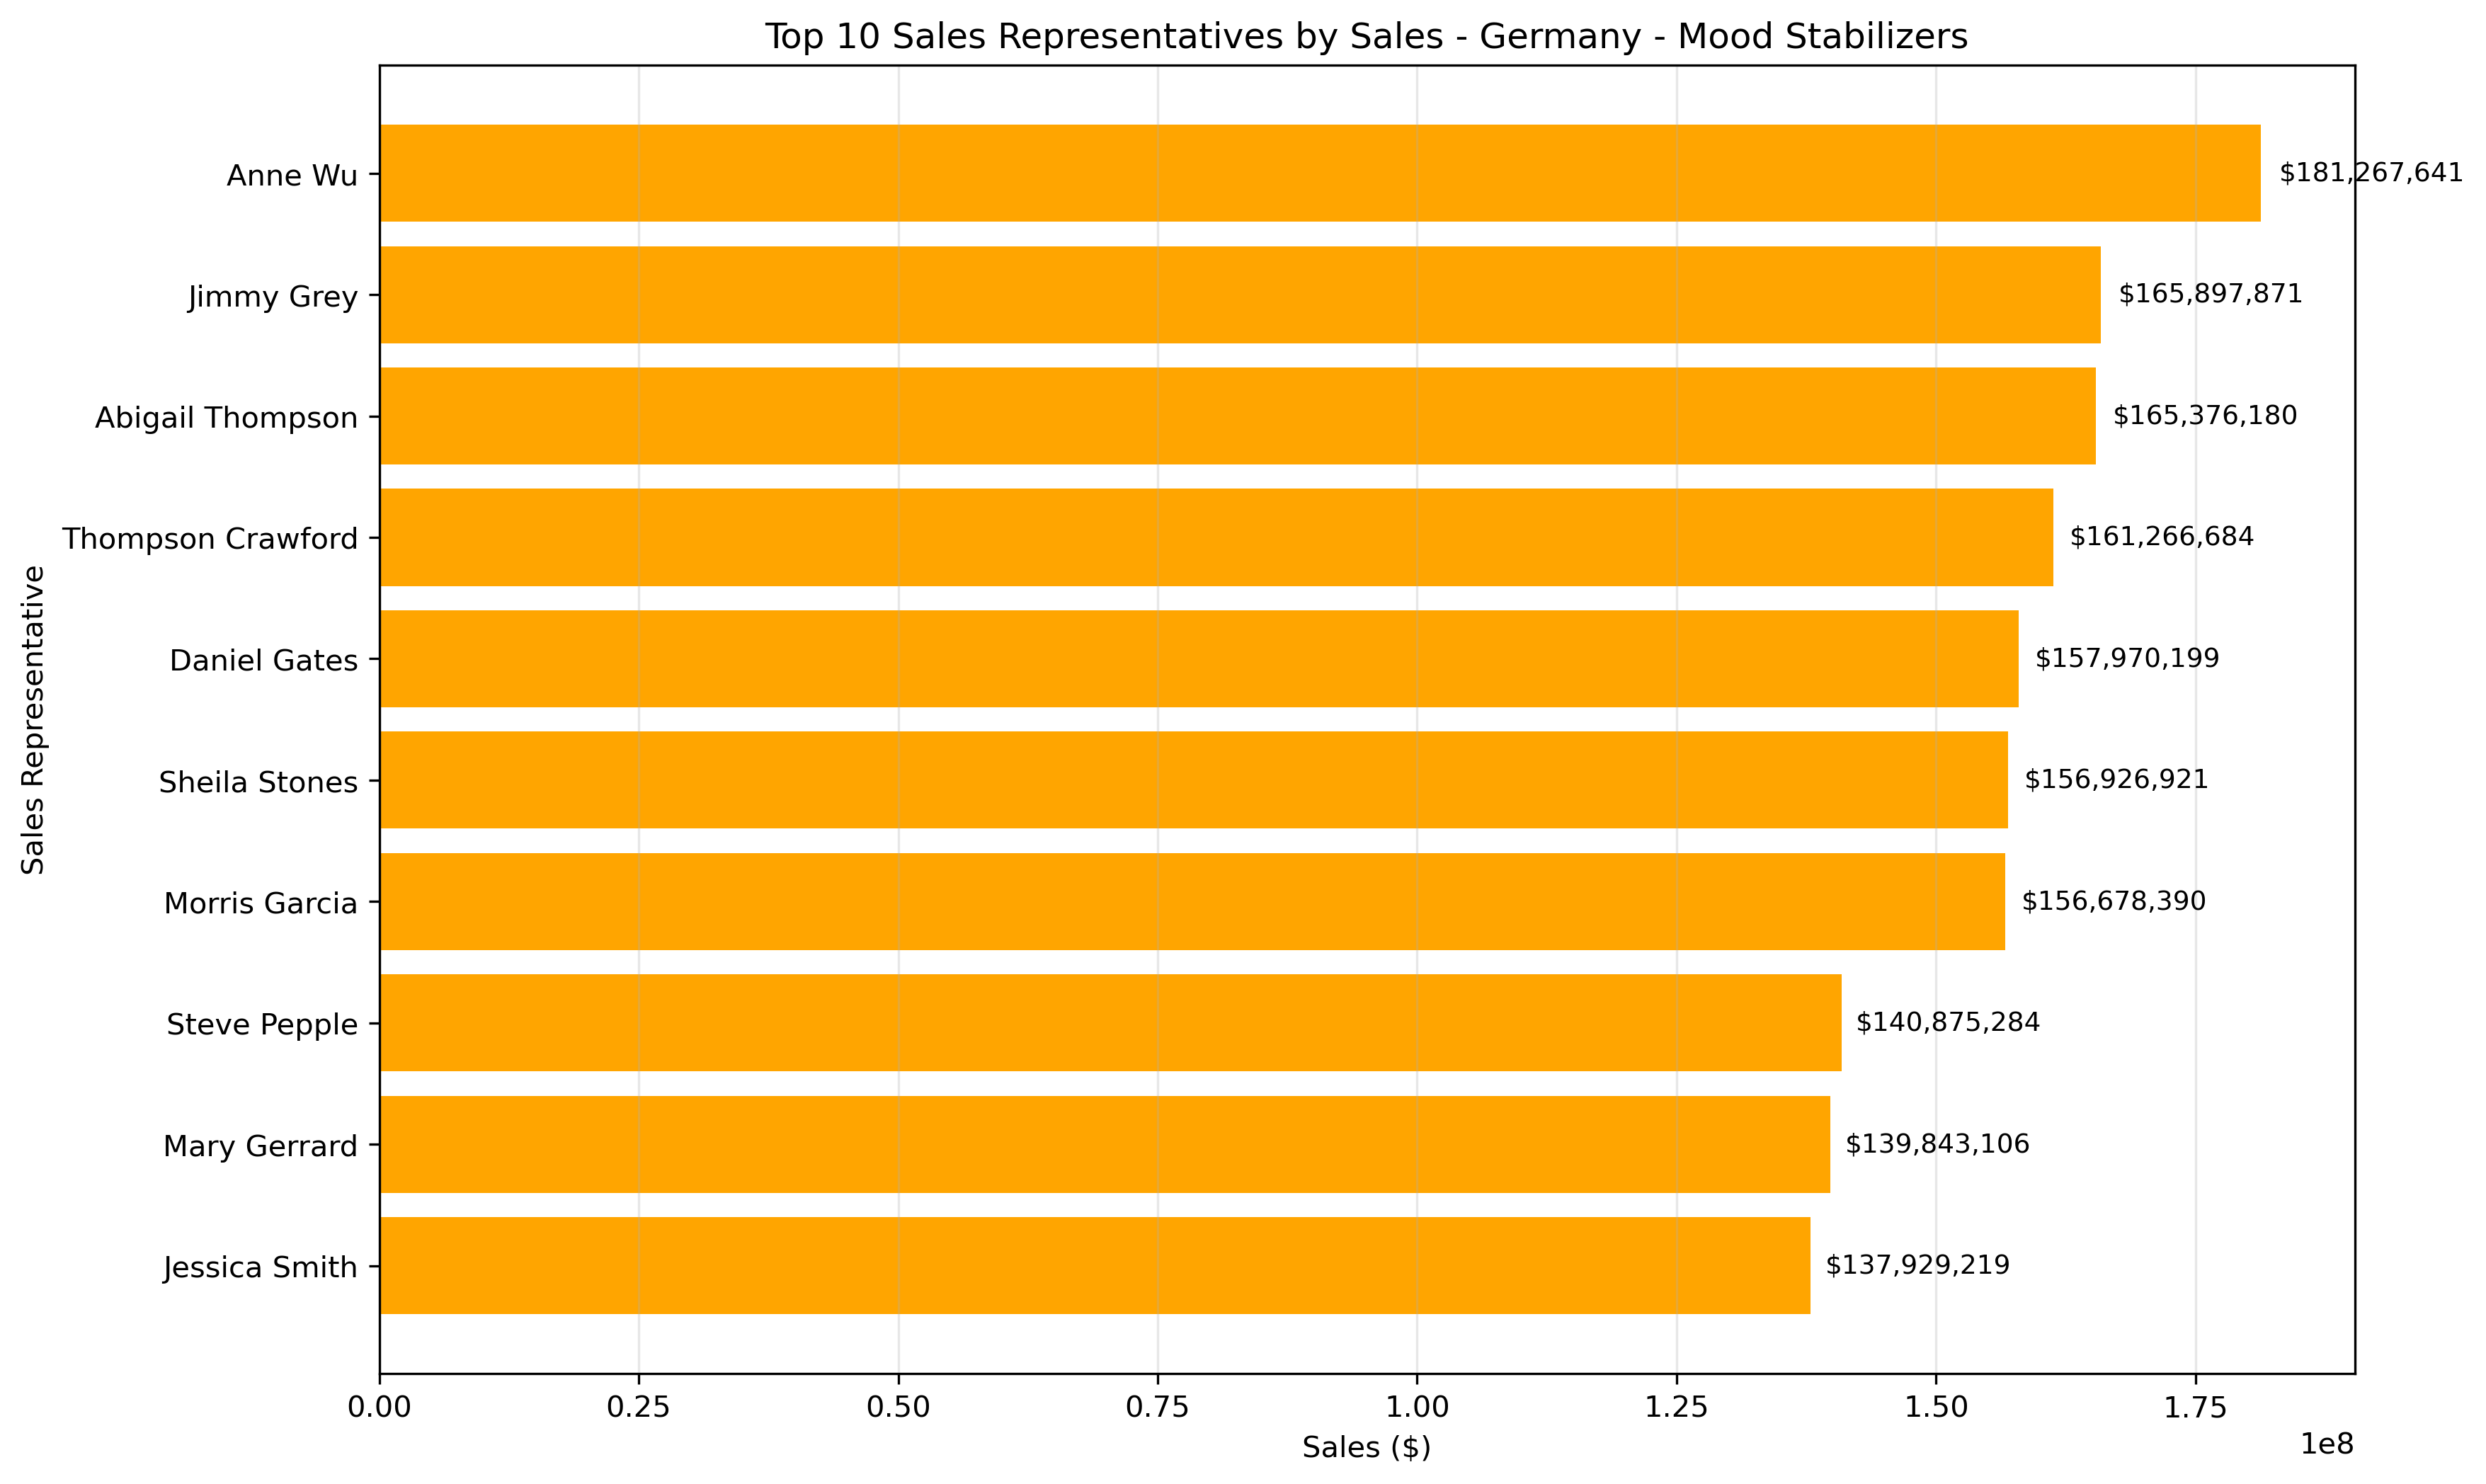 Top 10 Sales Representatives by Sales - Germany - Mood Stabilizers
Sales Representative
Anne Wu $181,267,641
Jimmy Grey $165,897,871
Abigail Thompson $165,376,180
Thompson Crawford $161,266,684
Daniel Gates $157,970,199
Sheila Stones $156,926,921
Morris Garcia $156,678,390
Steve Pepple $140,875,284
Mary Gerrard $139,843,106
Jessica Smith $137,929,219
0.00 0.25 0.50 0.75 1.00 1.25 1.50 1.75
1e8
Sales ($)